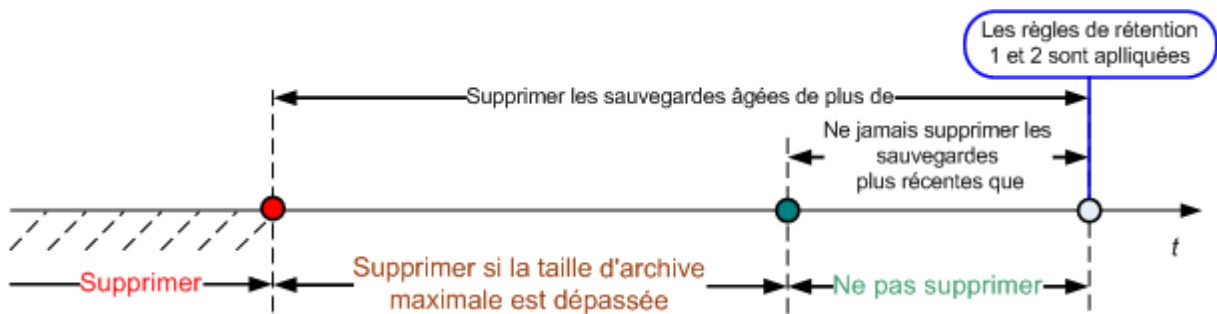 Les règles de rétention
1 et 2 sont aplliquées
Supprimer les sauvegardes âgées de plus de
Ne jamais supprimer les
sauvegardes
plus récentes que
t
Supprimer
Supprimer si la taille d'archive
maximale est dépassée
Ne pas supprimer